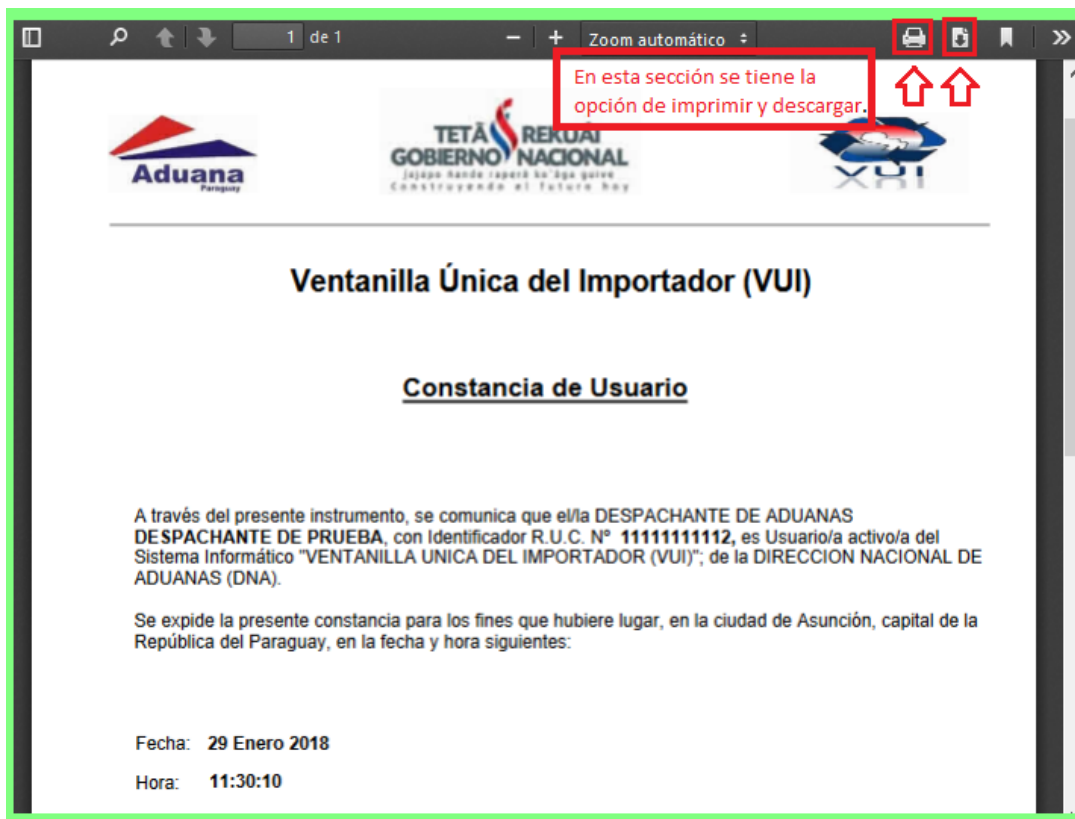 1 de 1
Zoom automático
En esta sección se tiene la
opción de imprimir y descargar.
Aduana
Paraguay
TETÃ REKUÁI
GOBIERNO NACIONAL
Jajapo ñande raperã ko'ãga guive
Construyendo el futuro hoy
VUI
Ventanilla Única del Importador (VUI)
Constancia de Usuario
A través del presente instrumento, se comunica que el/la DESPACHANTE DE ADUANAS
DESPACHANTE DE PRUEBA, con Identificador R.U.C. Nº 11111111112, es Usuario/a activo/a del
Sistema Informático "VENTANILLA UNICA DEL IMPORTADOR (VUI)"; de la DIRECCION NACIONAL DE
ADUANAS (DNA).
Se expide la presente constancia para los fines que hubiere lugar, en la ciudad de Asunción, capital de la
República del Paraguay, en la fecha y hora siguientes:
Fecha: 29 Enero 2018
Hora: 11:30:10